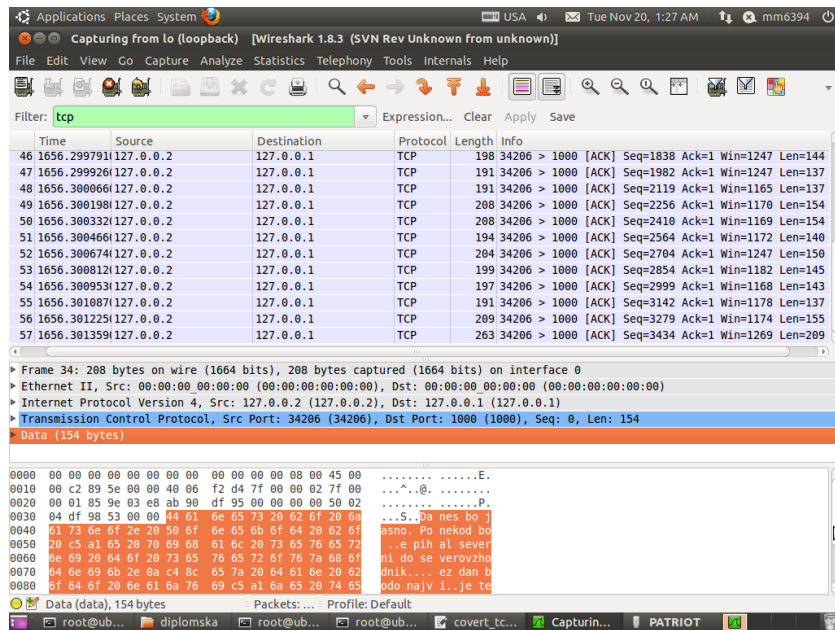 Applications Places System USA Tue Nov 20, 1:27 AM mm6394
Capturing from lo (loopback) [Wireshark 1.8.3 (SVN Rev Unknown from unknown)]
File Edit View Go Capture Analyze Statistics Telephony Tools Internals Help
Filter: tcp Expression... Clear Apply Save
Time Source Destination Protocol Length Info
46 1656.299791( 127.0.0.2 127.0.0.1 TCP 198 34206 > 1000 [ACK] Seq=1838 Ack=1 Win=1247 Len=144
47 1656.299926( 127.0.0.2 127.0.0.1 TCP 191 34206 > 1000 [ACK] Seq=1982 Ack=1 Win=1247 Len=137
48 1656.300066( 127.0.0.2 127.0.0.1 TCP 191 34206 > 1000 [ACK] Seq=2119 Ack=1 Win=1165 Len=137
49 1656.300198( 127.0.0.2 127.0.0.1 TCP 208 34206 > 1000 [ACK] Seq=2256 Ack=1 Win=1170 Len=154
50 1656.300332( 127.0.0.2 127.0.0.1 TCP 208 34206 > 1000 [ACK] Seq=2410 Ack=1 Win=1169 Len=154
51 1656.300466( 127.0.0.2 127.0.0.1 TCP 194 34206 > 1000 [ACK] Seq=2564 Ack=1 Win=1172 Len=140
52 1656.300674( 127.0.0.2 127.0.0.1 TCP 204 34206 > 1000 [ACK] Seq=2704 Ack=1 Win=1247 Len=150
53 1656.300812( 127.0.0.2 127.0.0.1 TCP 199 34206 > 1000 [ACK] Seq=2854 Ack=1 Win=1182 Len=145
54 1656.300953( 127.0.0.2 127.0.0.1 TCP 197 34206 > 1000 [ACK] Seq=2999 Ack=1 Win=1168 Len=143
55 1656.301087( 127.0.0.2 127.0.0.1 TCP 191 34206 > 1000 [ACK] Seq=3142 Ack=1 Win=1178 Len=137
56 1656.301225( 127.0.0.2 127.0.0.1 TCP 209 34206 > 1000 [ACK] Seq=3279 Ack=1 Win=1174 Len=155
57 1656.301359( 127.0.0.2 127.0.0.1 TCP 263 34206 > 1000 [ACK] Seq=3434 Ack=1 Win=1269 Len=209
Frame 34: 208 bytes on wire (1664 bits), 208 bytes captured (1664 bits) on interface 0
Ethernet II, Src: 00:00:00_00:00:00 (00:00:00:00:00:00), Dst: 00:00:00_00:00:00 (00:00:00:00:00:00)
Internet Protocol Version 4, Src: 127.0.0.2 (127.0.0.2), Dst: 127.0.0.1 (127.0.0.1)
Transmission Control Protocol, Src Port: 34206 (34206), Dst Port: 1000 (1000), Seq: 0, Len: 154
Data (154 bytes)
0000 00 00 00 00 00 00 00 00 00 00 00 00 08 00 45 00 ........ ......E.
0010 00 c2 89 5e 00 00 40 06 f2 d4 7f 00 00 02 7f 00 ...^..@. ........
0020 00 01 85 9e 03 e8 ab 90 df 95 00 00 00 00 50 02 ........ ......P.
0030 04 df 98 53 00 00 44 61 6e 65 73 20 62 6f 20 6a ...S..Da nes bo j
0040 61 73 6e 6f 2e 20 50 6f 6e 65 6b 6f 64 20 62 6f asno. Po nekod bo
0050 20 c5 a1 65 20 70 69 68 61 6c 20 73 65 76 65 72 ..e pih al sever
0060 6e 69 20 64 6f 20 73 65 76 65 72 6f 76 7a 68 6f ni do se verovzho
0070 64 6e 69 6b 2e 0a c4 8c 65 7a 20 64 61 6e 20 62 dnik.... ez dan b
0080 6f 64 6f 20 6e 61 6a 76 69 c5 a1 6a 65 20 74 65 odo najv i..je te
Data (data), 154 bytes Packets: ... Profile: Default
root@ub... diplomska root@ub... root@ub... covert_tc... Capturin... PATRIOT